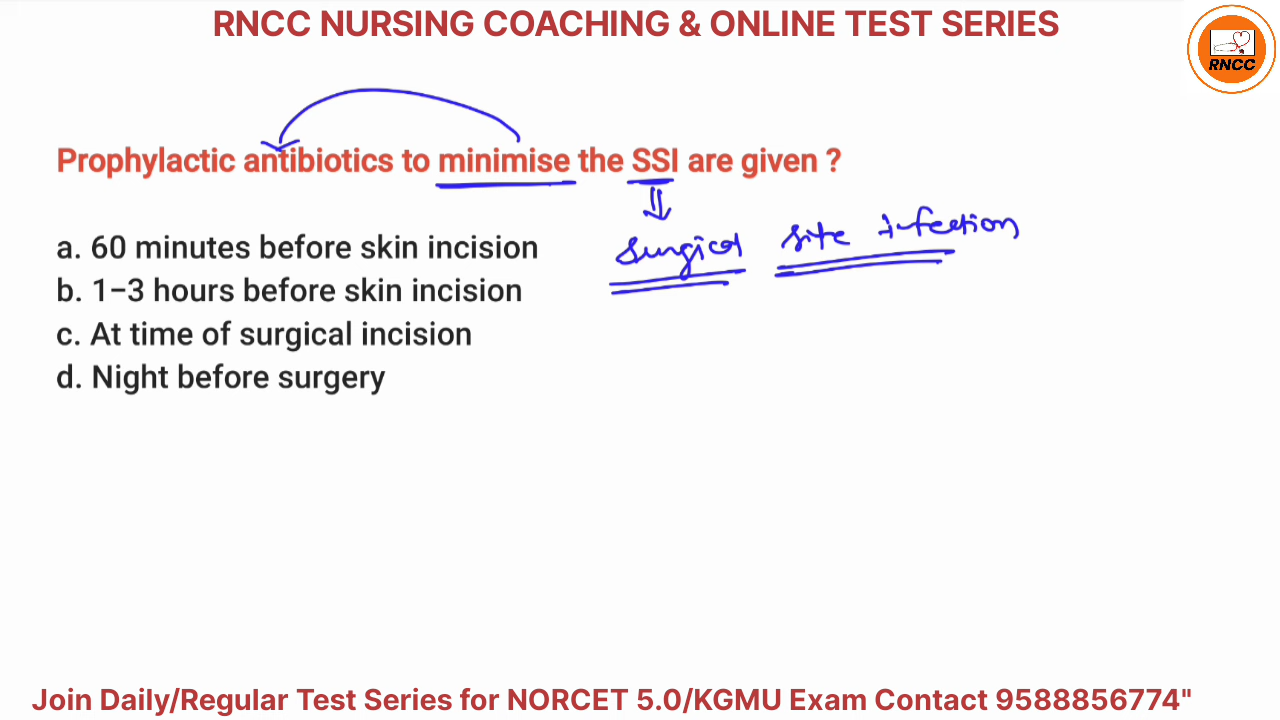 RNCC NURSING COACHING & ONLINE TEST SERIES
RNCC
Prophylactic antibiotics to minimise the SSI are given ?
surgical site infection
a. 60 minutes before skin incision
b. 1–3 hours before skin incision
c. At time of surgical incision
d. Night before surgery
Join Daily/Regular Test Series for NORCET 5.0/KGMU Exam Contact 9588856774"